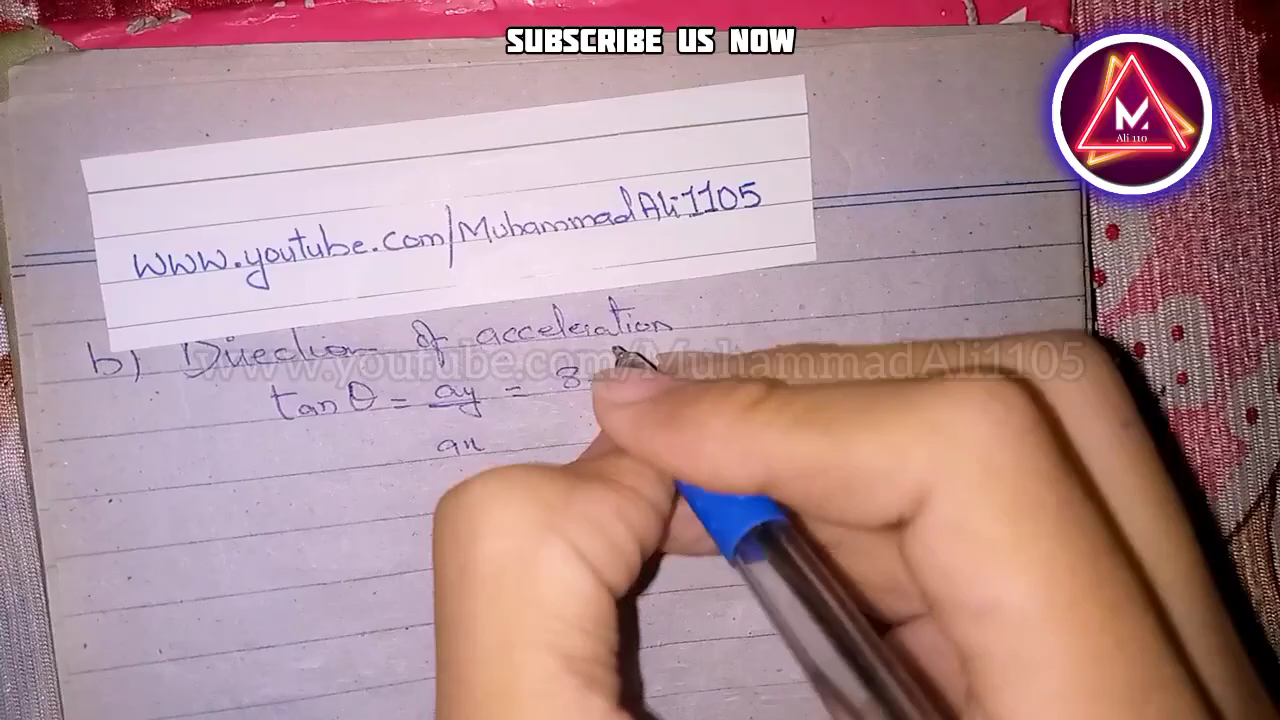 SUBSCRIBE US NOW
M
Ali 110
www.youtube.com/MuhammadAli1105
b) Direction of acceleration
www.youtube.com/MuhammadAli1105
tan θ = ay = 8
ax